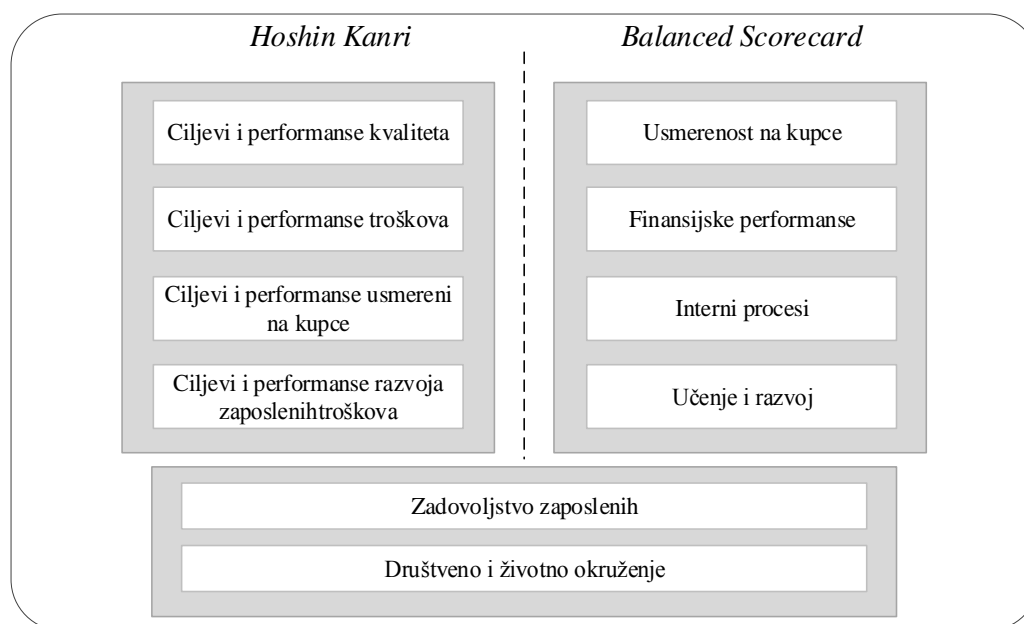 Hoshin Kanri
Balanced Scorecard
Ciljevi i performanse kvaliteta
Ciljevi i performanse troškova
Ciljevi i performanse usmereni
na kupce
Ciljevi i performanse razvoja
zaposlenihtroškova
Usmerenost na kupce
Finansijske performanse
Interni procesi
Učenje i razvoj
Zadovoljstvo zaposlenih
Društveno i životno okruženje